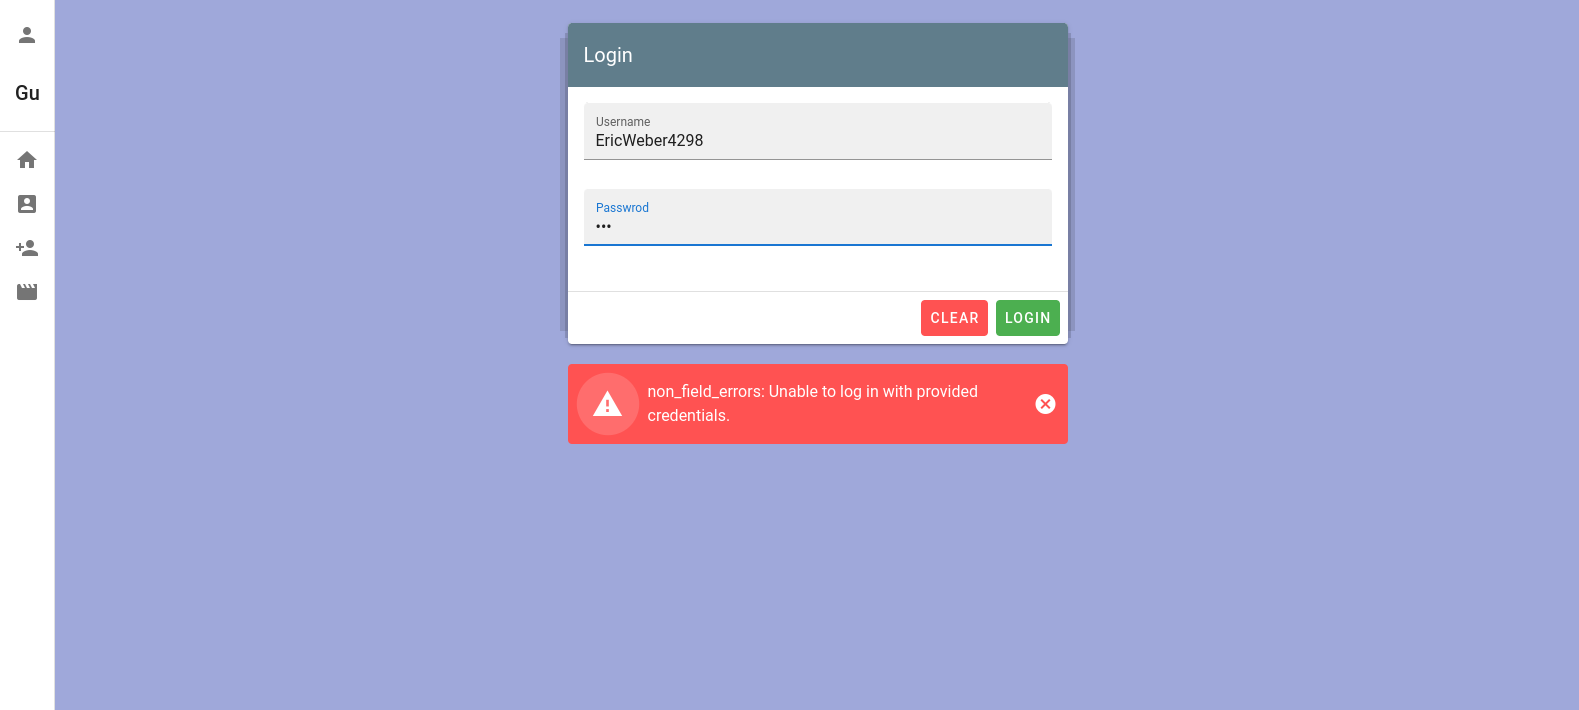 Gu
Login
Username
EricWeber4298
Passwrod
•••
CLEAR LOGIN
non_field_errors: Unable to log in with provided
credentials.